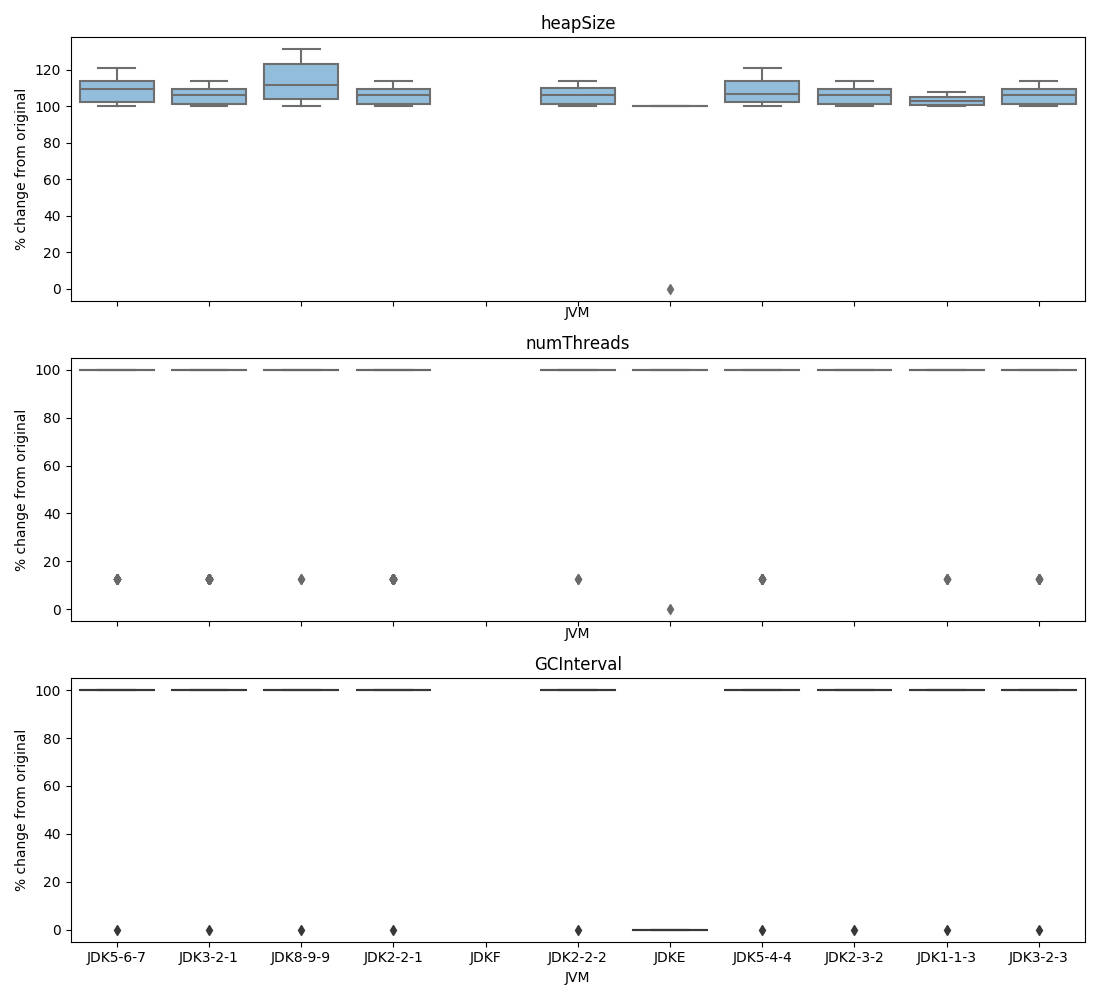 heapSize
% change from original
120
100
80
60
40
20
0
JVM
numThreads
% change from original
100
80
60
40
20
0
JVM
GCInterval
% change from original
100
80
60
40
20
0
JDK5-6-7 JDK3-2-1 JDK8-9-9 JDK2-2-1 JDKF JDK2-2-2 JDKE JDK5-4-4 JDK2-3-2 JDK1-1-3 JDK3-2-3
JVM